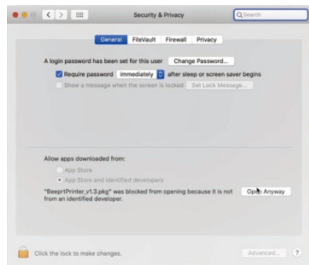 Security & Privacy
Search
General FileVault Firewall Privacy
A login password has been set for this user Change Password...
Require password immediately after sleep or screen saver begins
Show a message when the screen is locked Set Lock Message...
Allow apps downloaded from:
App Store
App Store and identified developers
"BeeprtPrinter_v1.3.pkg" was blocked from opening because it is not Open Anyway
from an identified developer.
Click the lock to make changes.
Advanced...
?